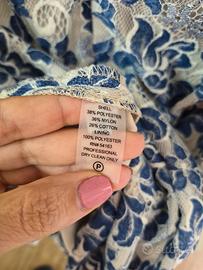 SHELL
38% POLYESTER
36% NYLON
26% COTTON
LINING
100% POLYESTER
RN# 54163
PROFESSIONAL
DRY CLEAN ONLY
P